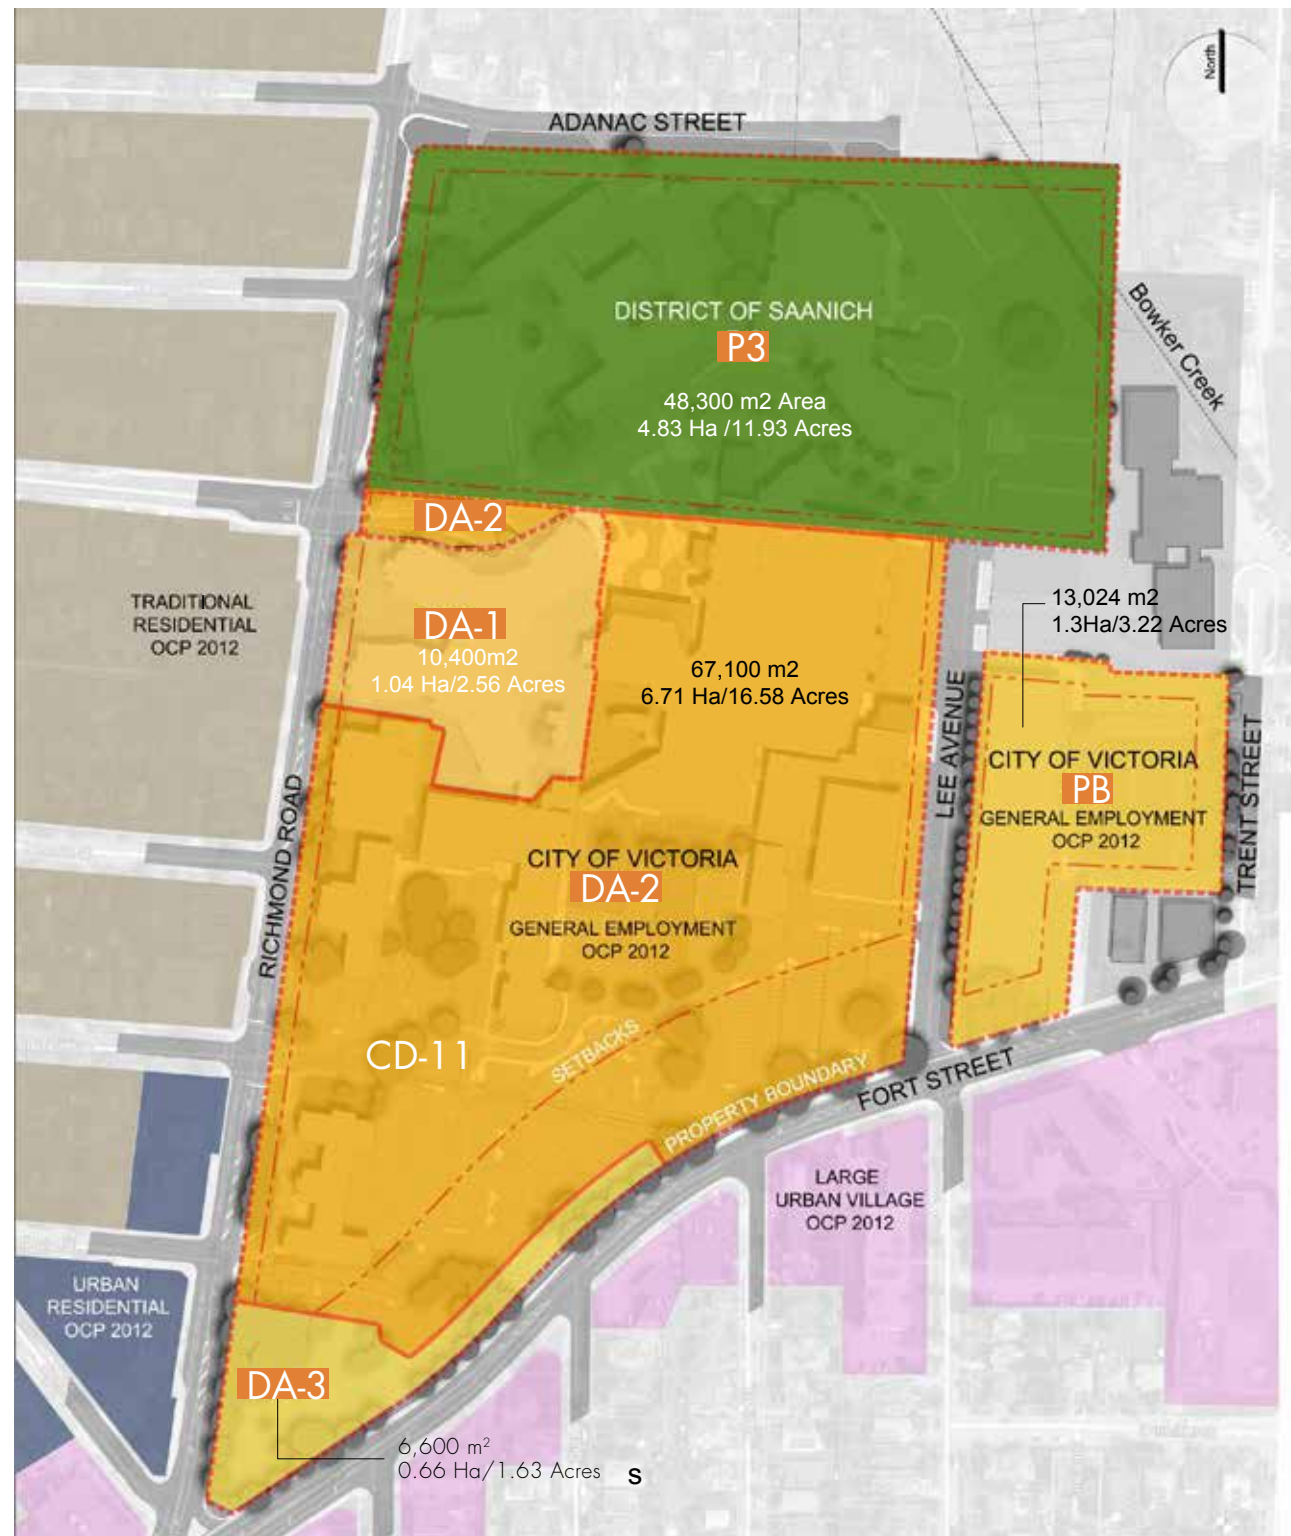 North
ADANAC STREET
Bowker Creek
DISTRICT OF SAANICH
P3
48,300 m2 Area
4.83 Ha /11.93 Acres
DA-2
TRADITIONAL
RESIDENTIAL
OCP 2012
DA-1
10,400m2
1.04 Ha/2.56 Acres
67,100 m2
6.71 Ha/16.58 Acres
13,024 m2
1.3Ha/3.22 Acres
LEE AVENUE
CITY OF VICTORIA
PB
GENERAL EMPLOYMENT
OCP 2012
TRENT STREET
RICHMOND ROAD
CITY OF VICTORIA
DA-2
GENERAL EMPLOYMENT
OCP 2012
CD-11
SETBACKS
PROPERTY BOUNDARY
FORT STREET
LARGE
URBAN VILLAGE
OCP 2012
URBAN
RESIDENTIAL
OCP 2012
DA-3
6,600 m²
0.66 Ha/1.63 Acres
s